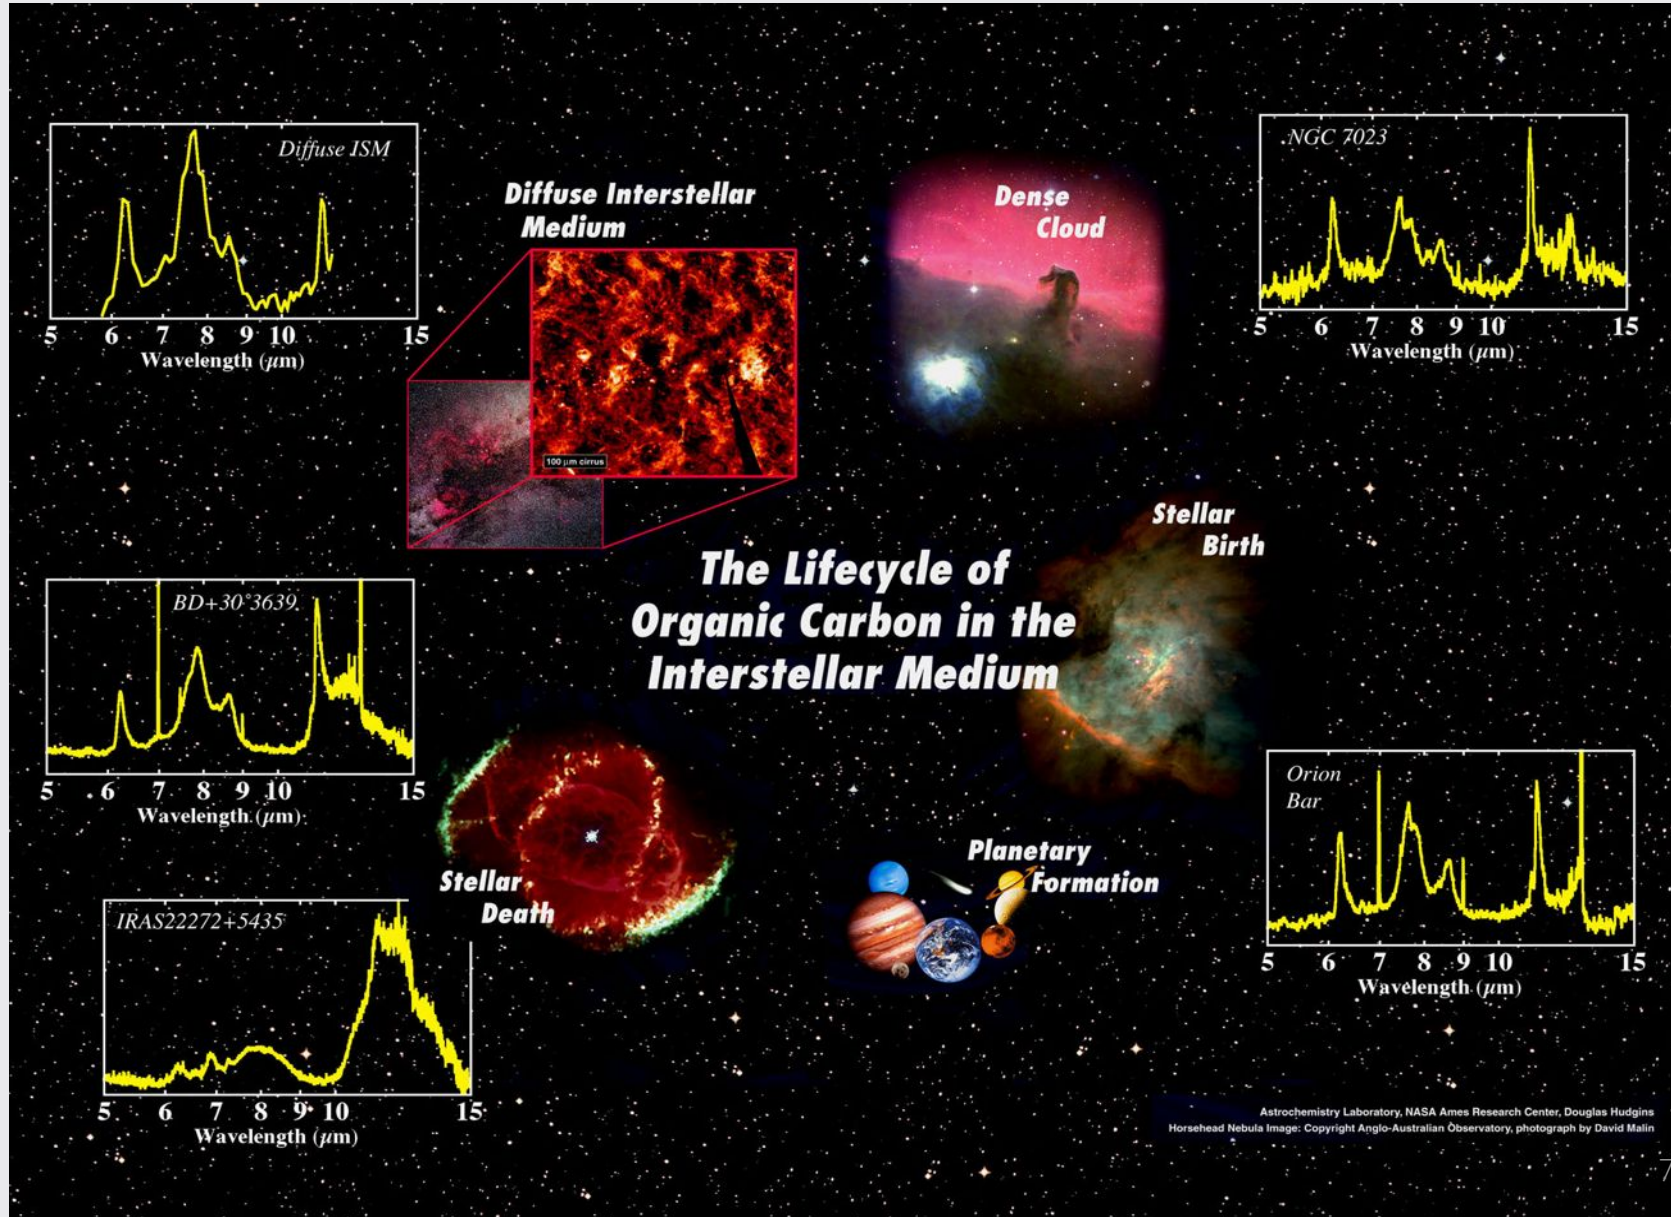 Diffuse ISM
5 6 7 8 9 10 15
Wavelength (µm)
Diffuse Interstellar
Medium
100 µm cirrus
Dense
Cloud
NGC 7023
5 6 7 8 9 10 15
Wavelength (µm)
Stellar
Birth
The Lifecycle of
Organic Carbon in the
Interstellar Medium
BD+30°3639
5 6 7 8 9 10 15
Wavelength (µm)
Orion
Bar
5 6 7 8 9 10 15
Wavelength (µm)
Stellar
Death
Planetary
Formation
IRAS22272+5435
5 6 7 8 9 10 15
Wavelength (µm)
Astrochemistry Laboratory, NASA Ames Research Center, Douglas Hudgins
Horsehead Nebula Image: Copyright Anglo-Australian Observatory, photograph by David Malin
7